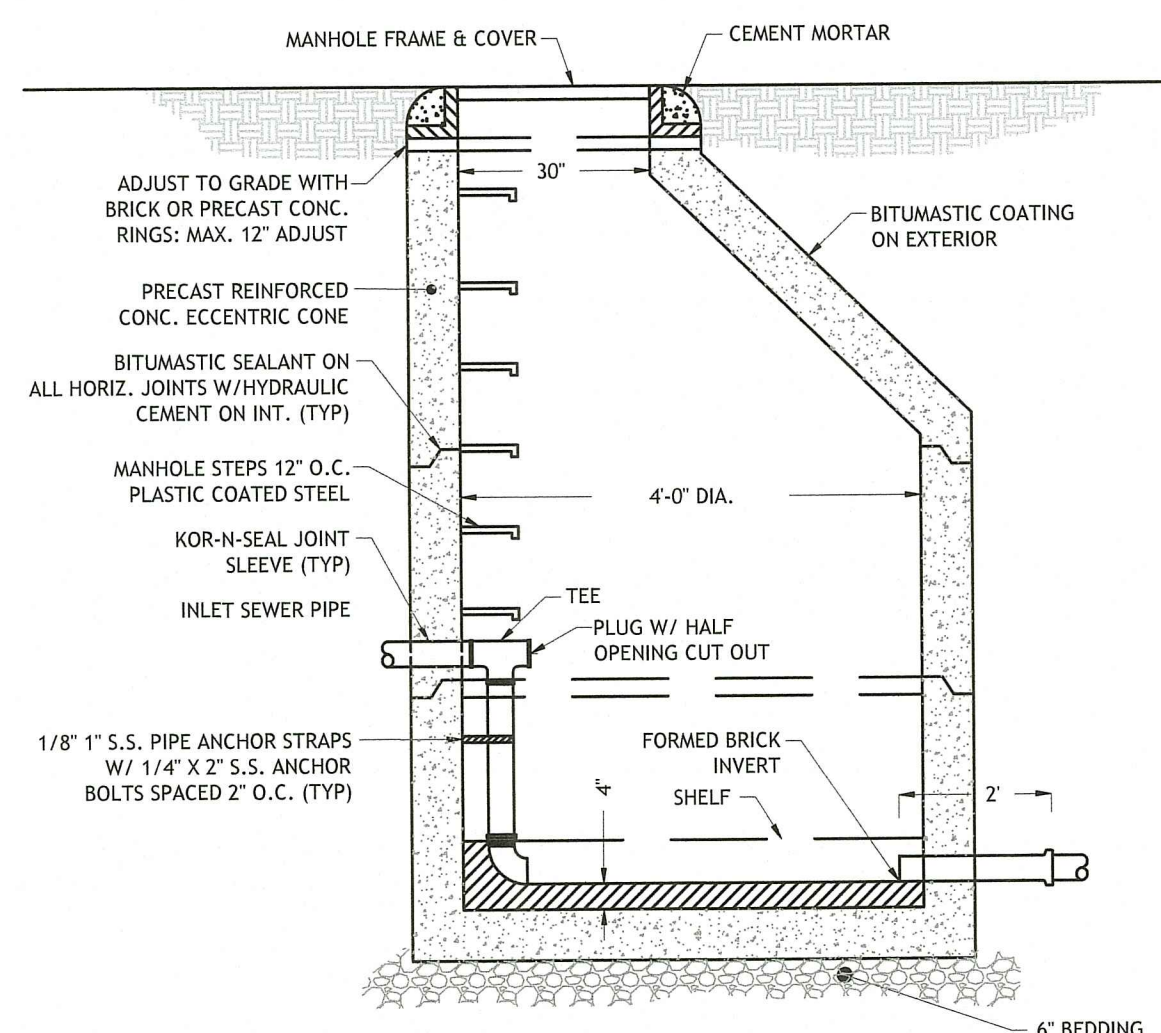 MANHOLE FRAME & COVER
CEMENT MORTAR
30"
ADJUST TO GRADE WITH
BRICK OR PRECAST CONC.
RINGS: MAX. 12" ADJUST
BITUMASTIC COATING
ON EXTERIOR
PRECAST REINFORCED
CONC. ECCENTRIC CONE
BITUMASTIC SEALANT ON
ALL HORIZ. JOINTS W/HYDRAULIC
CEMENT ON INT. (TYP)
MANHOLE STEPS 12" O.C.
PLASTIC COATED STEEL
4'-0" DIA.
KOR-N-SEAL JOINT
SLEEVE (TYP)
INLET SEWER PIPE
TEE
PLUG W/ HALF
OPENING CUT OUT
1/8" 1" S.S. PIPE ANCHOR STRAPS
W/ 1/4" X 2" S.S. ANCHOR
BOLTS SPACED 2" O.C. (TYP)
FORMED BRICK
INVERT
4"
SHELF
2'
6" BEDDING